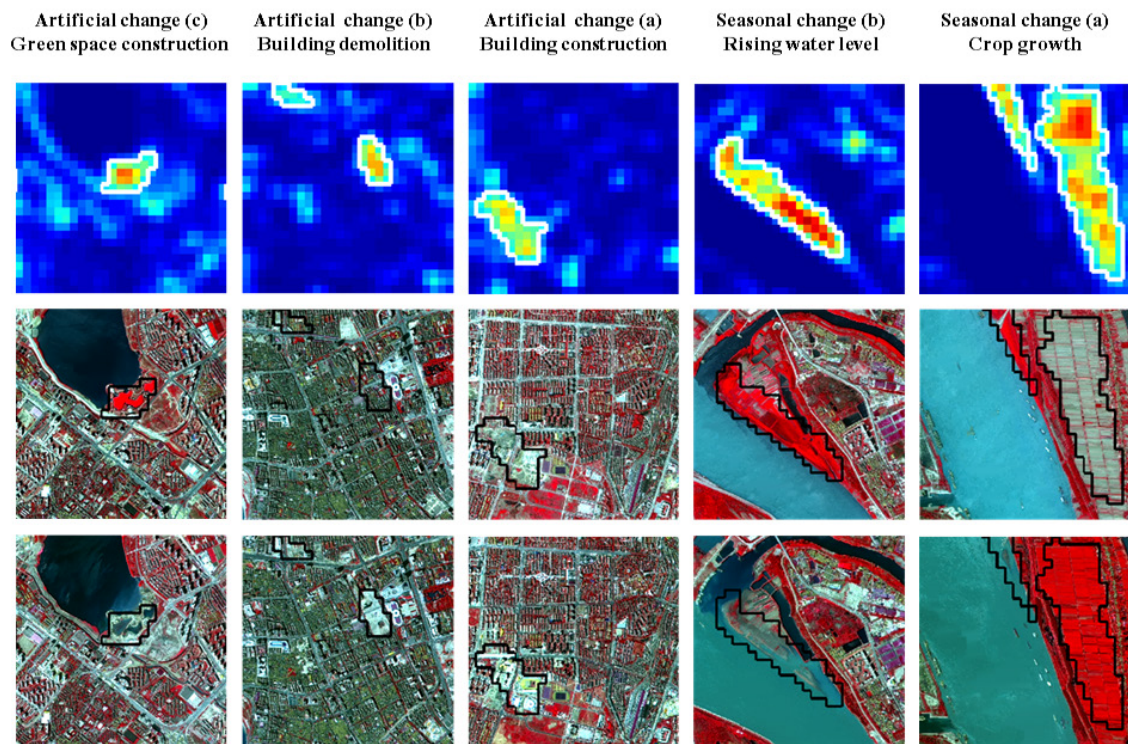 Artificial change (c)
Green space construction
Artificial change (b)
Building demolition
Artificial change (a)
Building construction
Seasonal change (b)
Rising water level
Seasonal change (a)
Crop growth